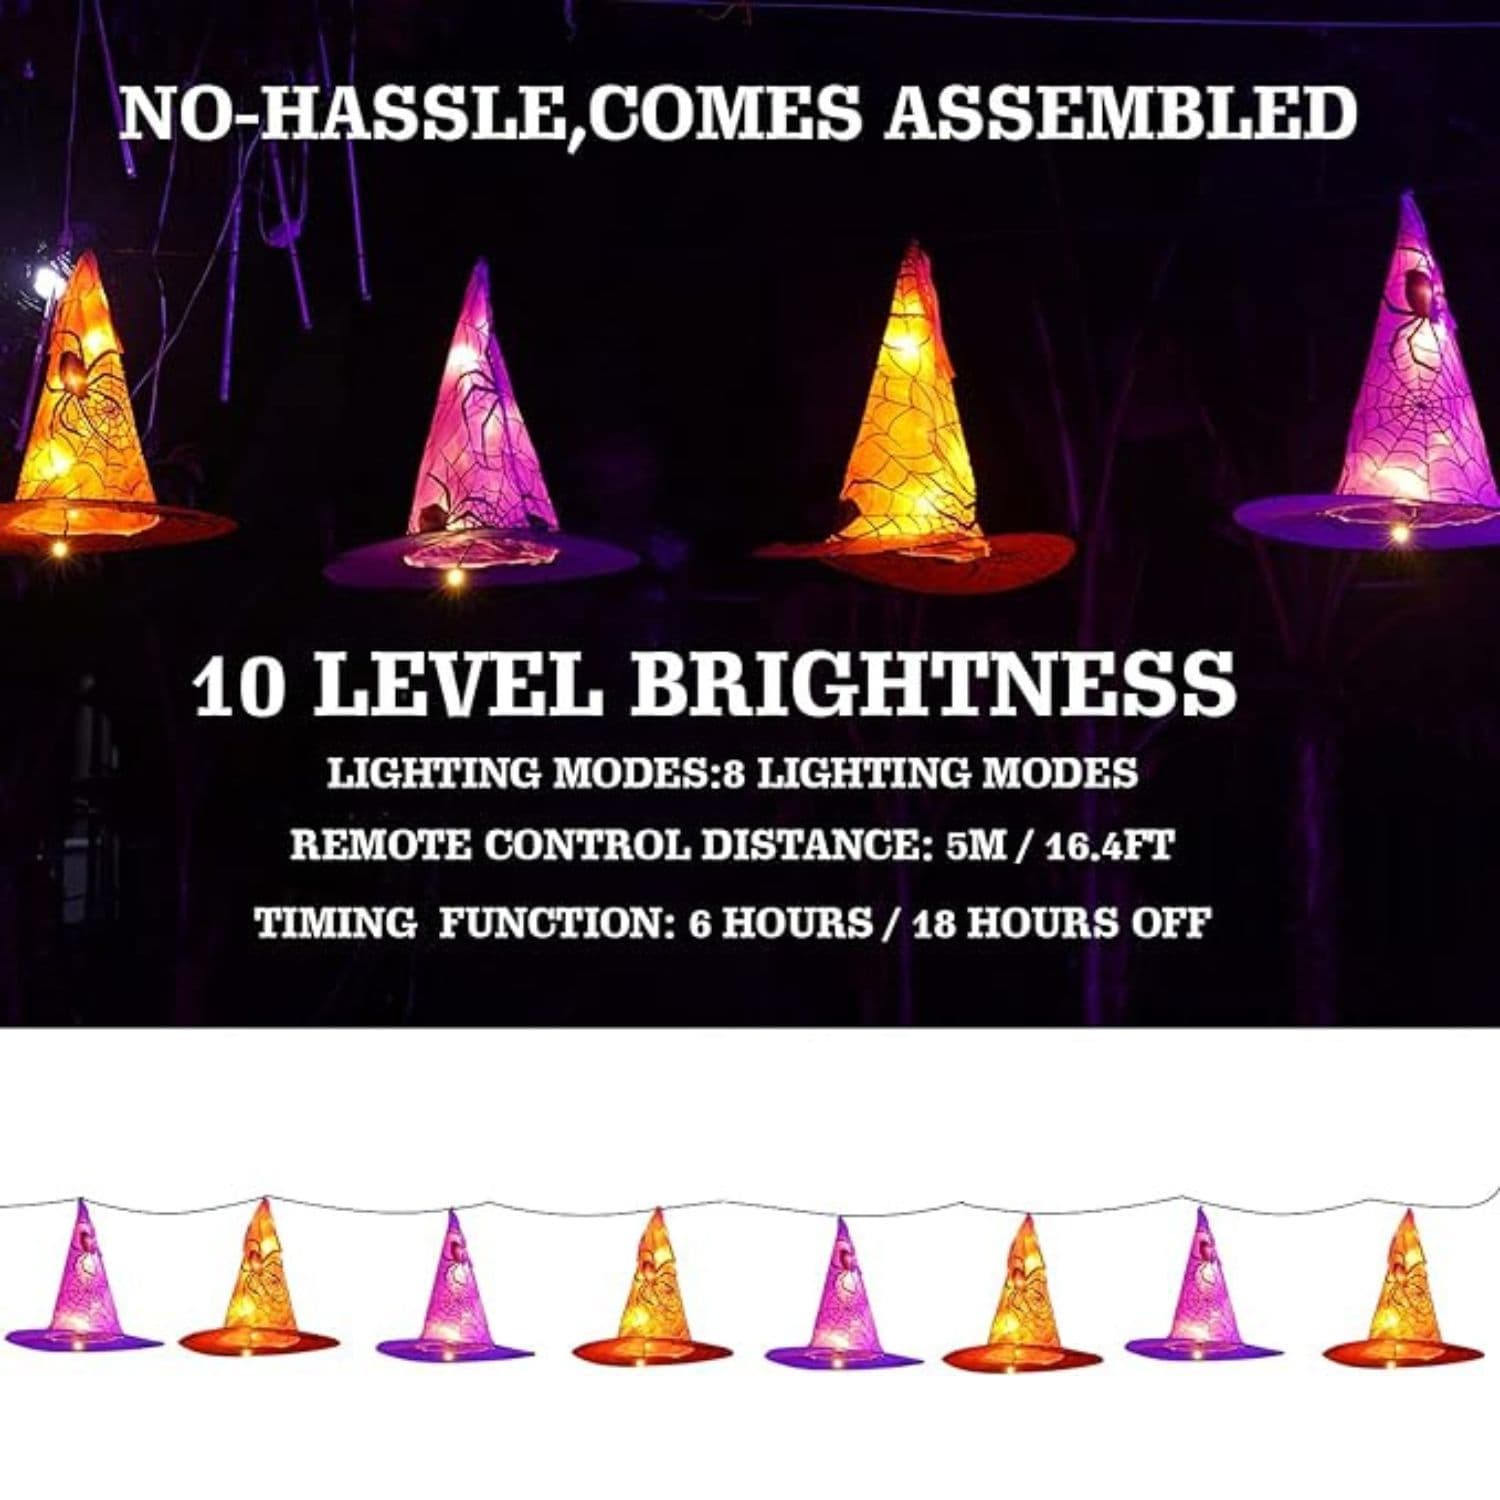 NO-HASSLE,COMES ASSEMBLED
10 LEVEL BRIGHTNESS
LIGHTING MODES:8 LIGHTING MODES
REMOTE CONTROL DISTANCE: 5M / 16.4FT
TIMING FUNCTION: 6 HOURS / 18 HOURS OFF